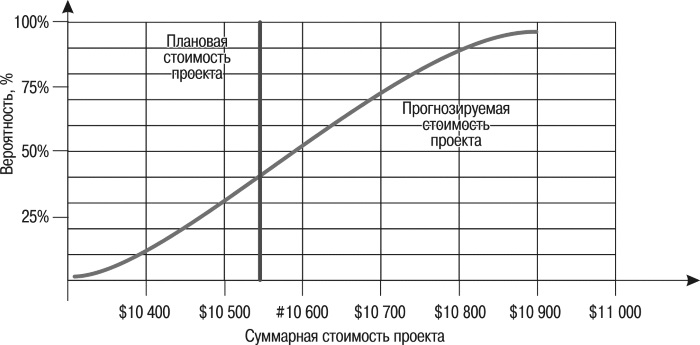 100%
75%
50%
25%
Вероятность, %
Плановая
стоимость
проекта
Прогнозируемая
стоимость
проекта
$10 400
$10 500
#10 600
$10 700
$10 800
$10 900
$11 000
Суммарная стоимость проекта